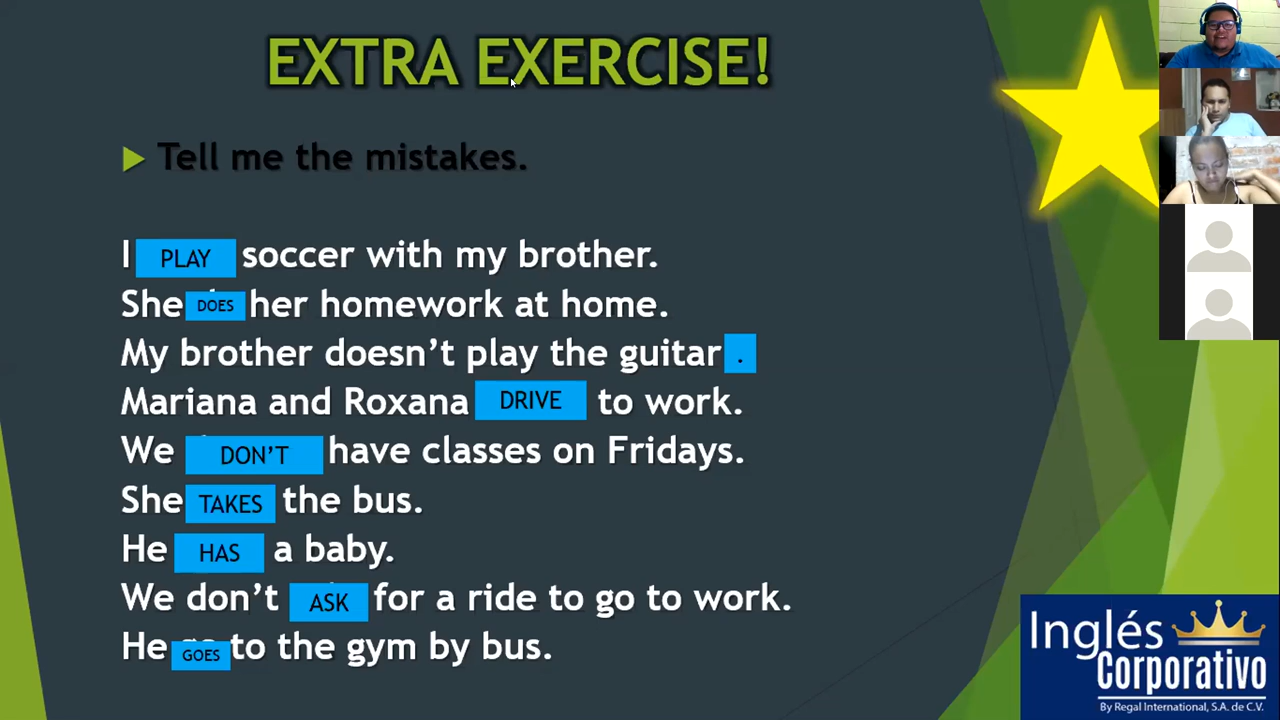 EXTRA EXERCISE!
Tell me the mistakes.
I PLAY soccer with my brother.
She DOES her homework at home.
My brother doesn't play the guitar .
Mariana and Roxana DRIVE to work.
We DON'T have classes on Fridays.
She TAKES the bus.
He HAS a baby.
We don't ASK for a ride to go to work.
He GOES to the gym by bus.
Inglés
Corporativo
By Regal International, S.A. de C.V.